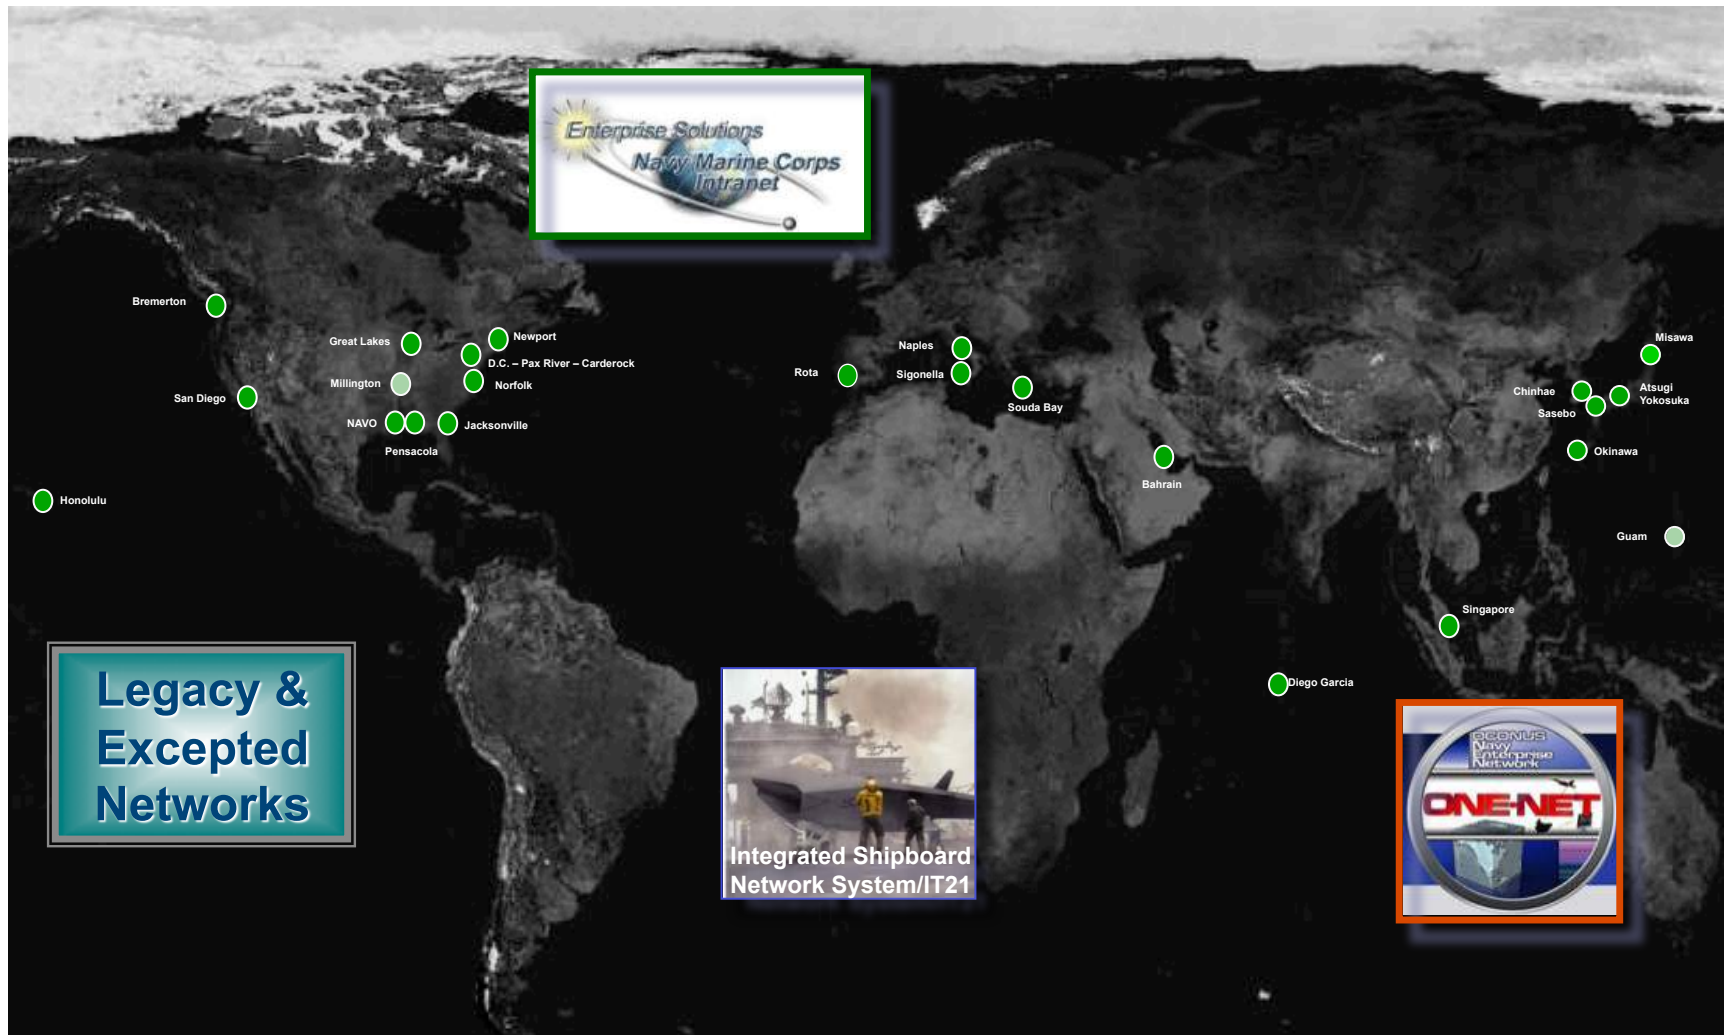 Enterprise Solutions
Navy Marine Corps
Intranet
Bremerton
Great Lakes
Newport
D.C. – Pax River – Carderock
Millington
Norfolk
San Diego
NAVO
Jacksonville
Pensacola
Honolulu
Naples
Rota
Sigonella
Souda Bay
Bahrain
Misawa
Chinhae
Atsugi
Yokosuka
Sasebo
Okinawa
Guam
Singapore
Diego Garcia
Legacy &
Excepted
Networks
Integrated Shipboard
Network System/IT21
OCONUS
Navy
Enterprise
Network
ONE-NET